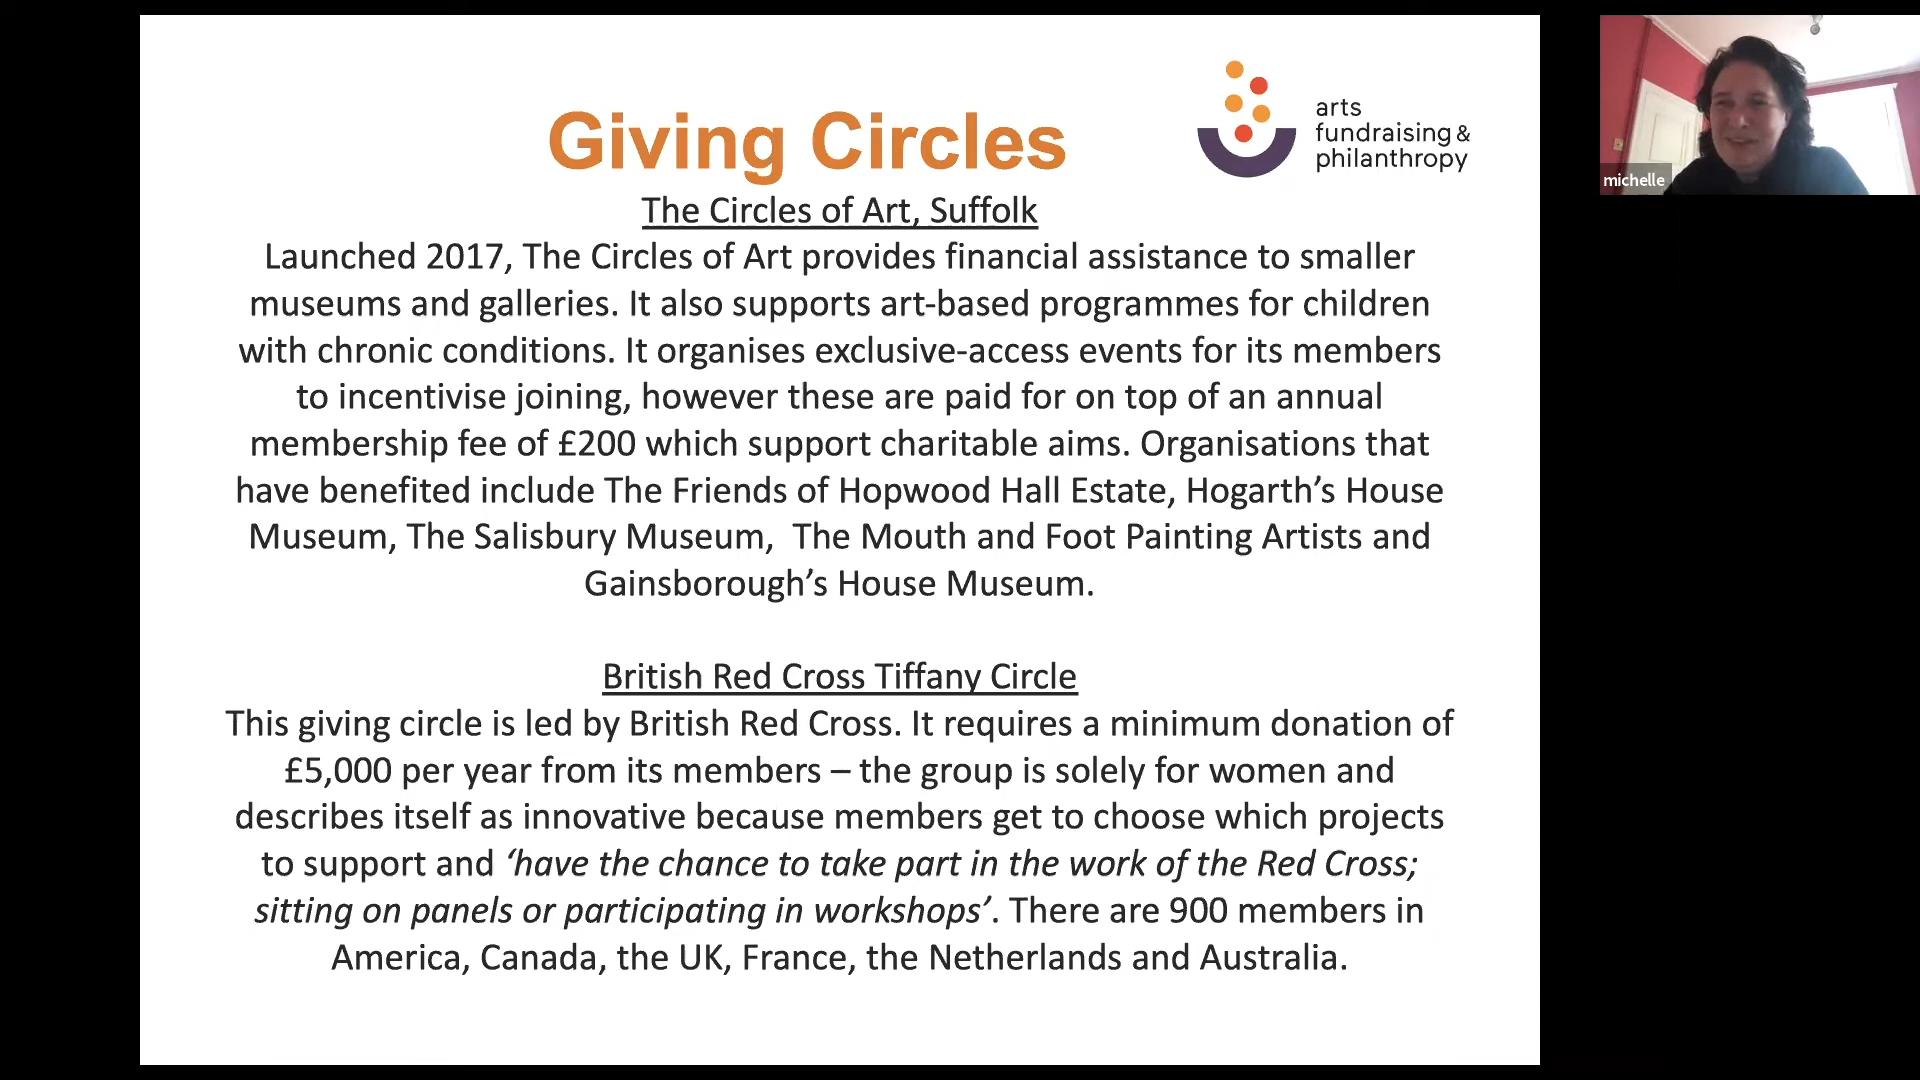 Giving Circles
arts
fundraising &
philanthropy
michelle
The Circles of Art, Suffolk
Launched 2017, The Circles of Art provides financial assistance to smaller
museums and galleries. It also supports art-based programmes for children
with chronic conditions. It organises exclusive-access events for its members
to incentivise joining, however these are paid for on top of an annual
membership fee of £200 which support charitable aims. Organisations that
have benefited include The Friends of Hopwood Hall Estate, Hogarth’s House
Museum, The Salisbury Museum,  The Mouth and Foot Painting Artists and
Gainsborough’s House Museum.
British Red Cross Tiffany Circle
This giving circle is led by British Red Cross. It requires a minimum donation of
£5,000 per year from its members – the group is solely for women and
describes itself as innovative because members get to choose which projects
to support and ‘have the chance to take part in the work of the Red Cross;
sitting on panels or participating in workshops’. There are 900 members in
America, Canada, the UK, France, the Netherlands and Australia.